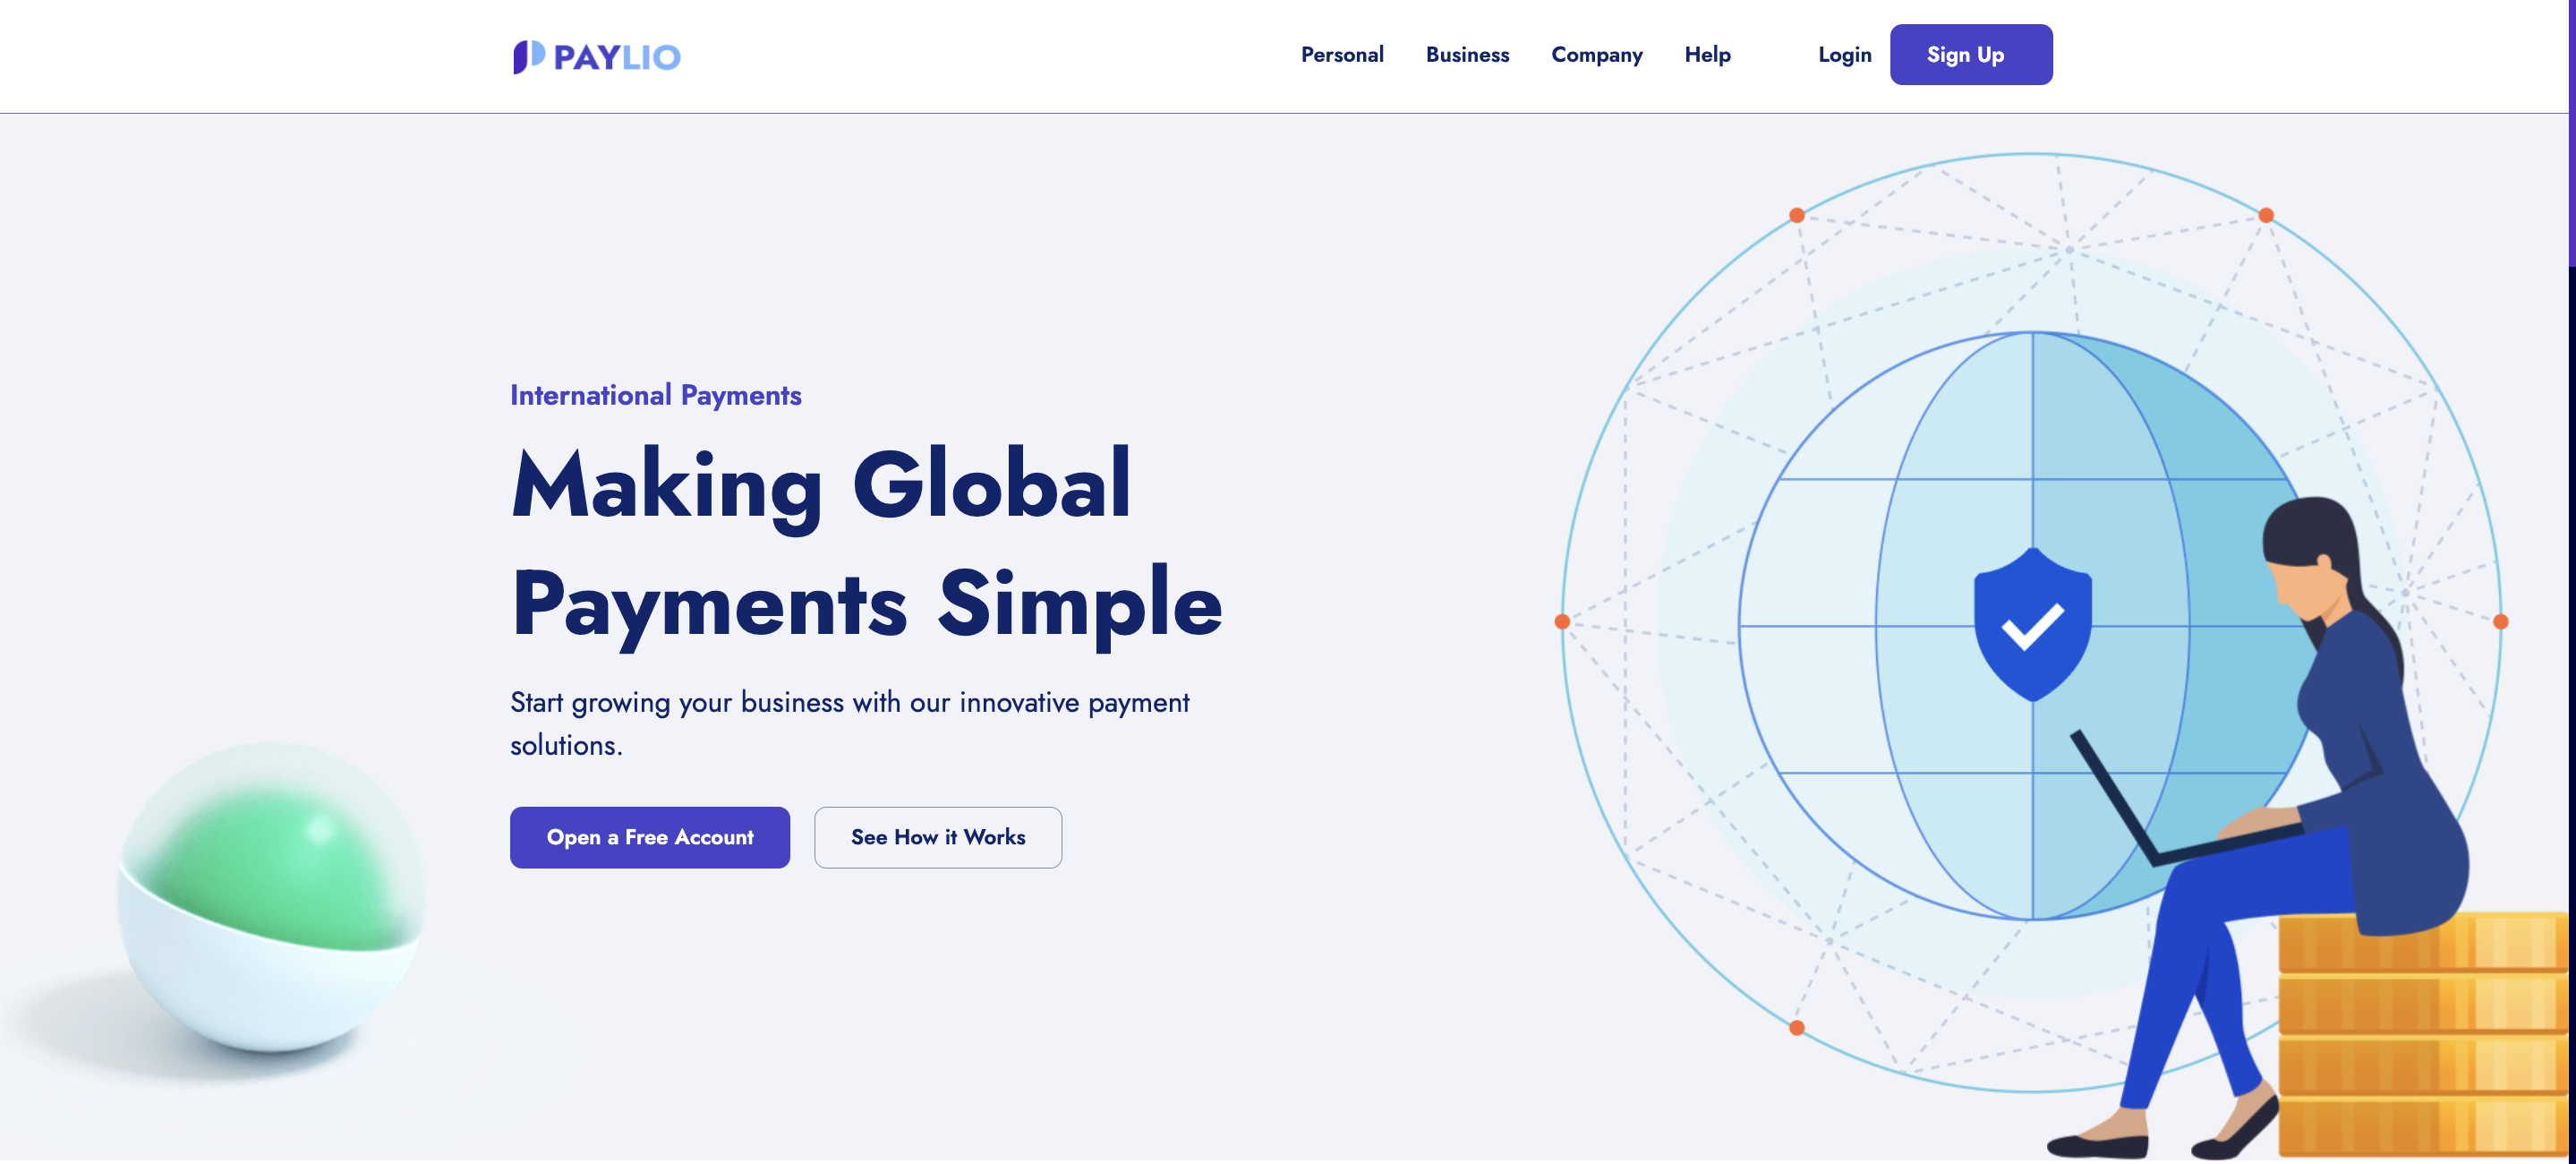 PAYLIO
Personal Business Company Help Login Sign Up
International Payments
Making Global
Payments Simple
Start growing your business with our innovative payment
solutions.
Open a Free Account See How it Works